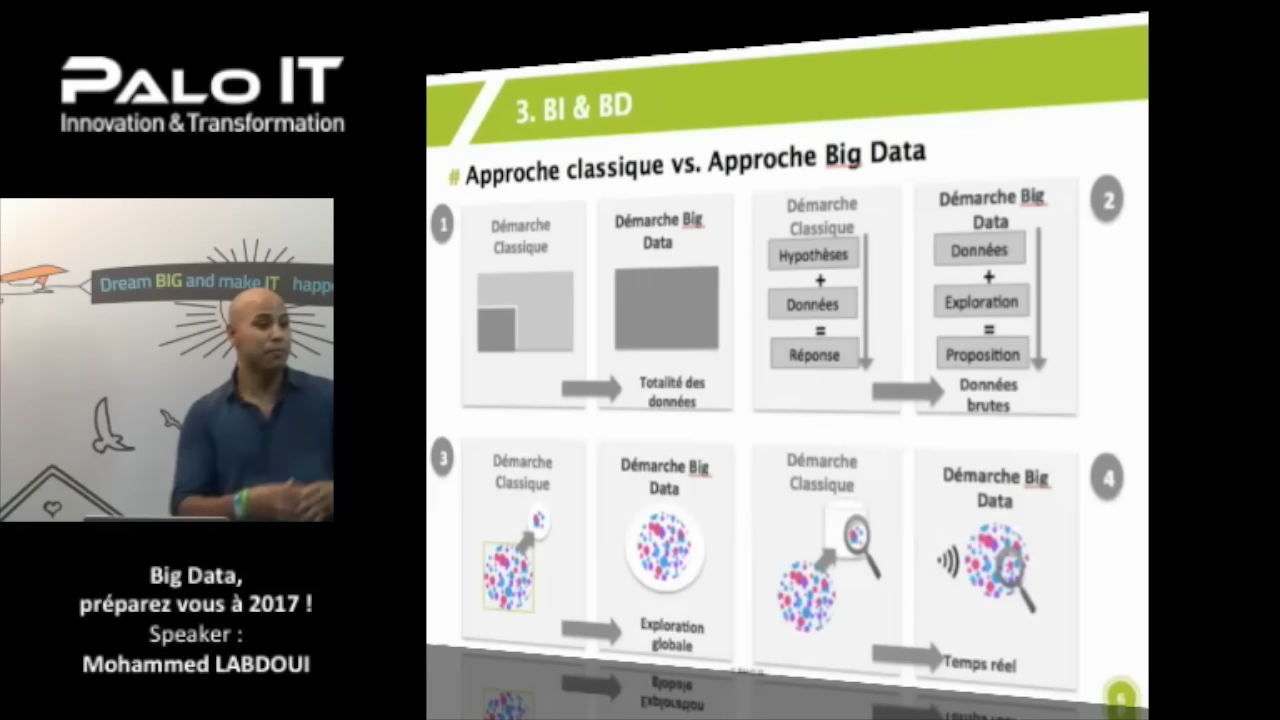 PALO IT
Innovation & Transformation
Dream BIG and make IT happe
Big Data,
préparez vous à 2017 !
Speaker :
Mohammed LABDOUI
3. BI & BD
# Approche classique vs. Approche Big Data
1
Démarche
Classique
Démarche Big
Data
Totalité des
données
Démarche
Classique
Hypothèses
+
Données
=
Réponse
Démarche Big
Data
Données
+
Exploration
=
Proposition
Données
brutes
2
3
Démarche
Classique
Démarche Big
Data
Exploration
globale
Démarche
Classique
Démarche Big
Data
Temps réel
4
6